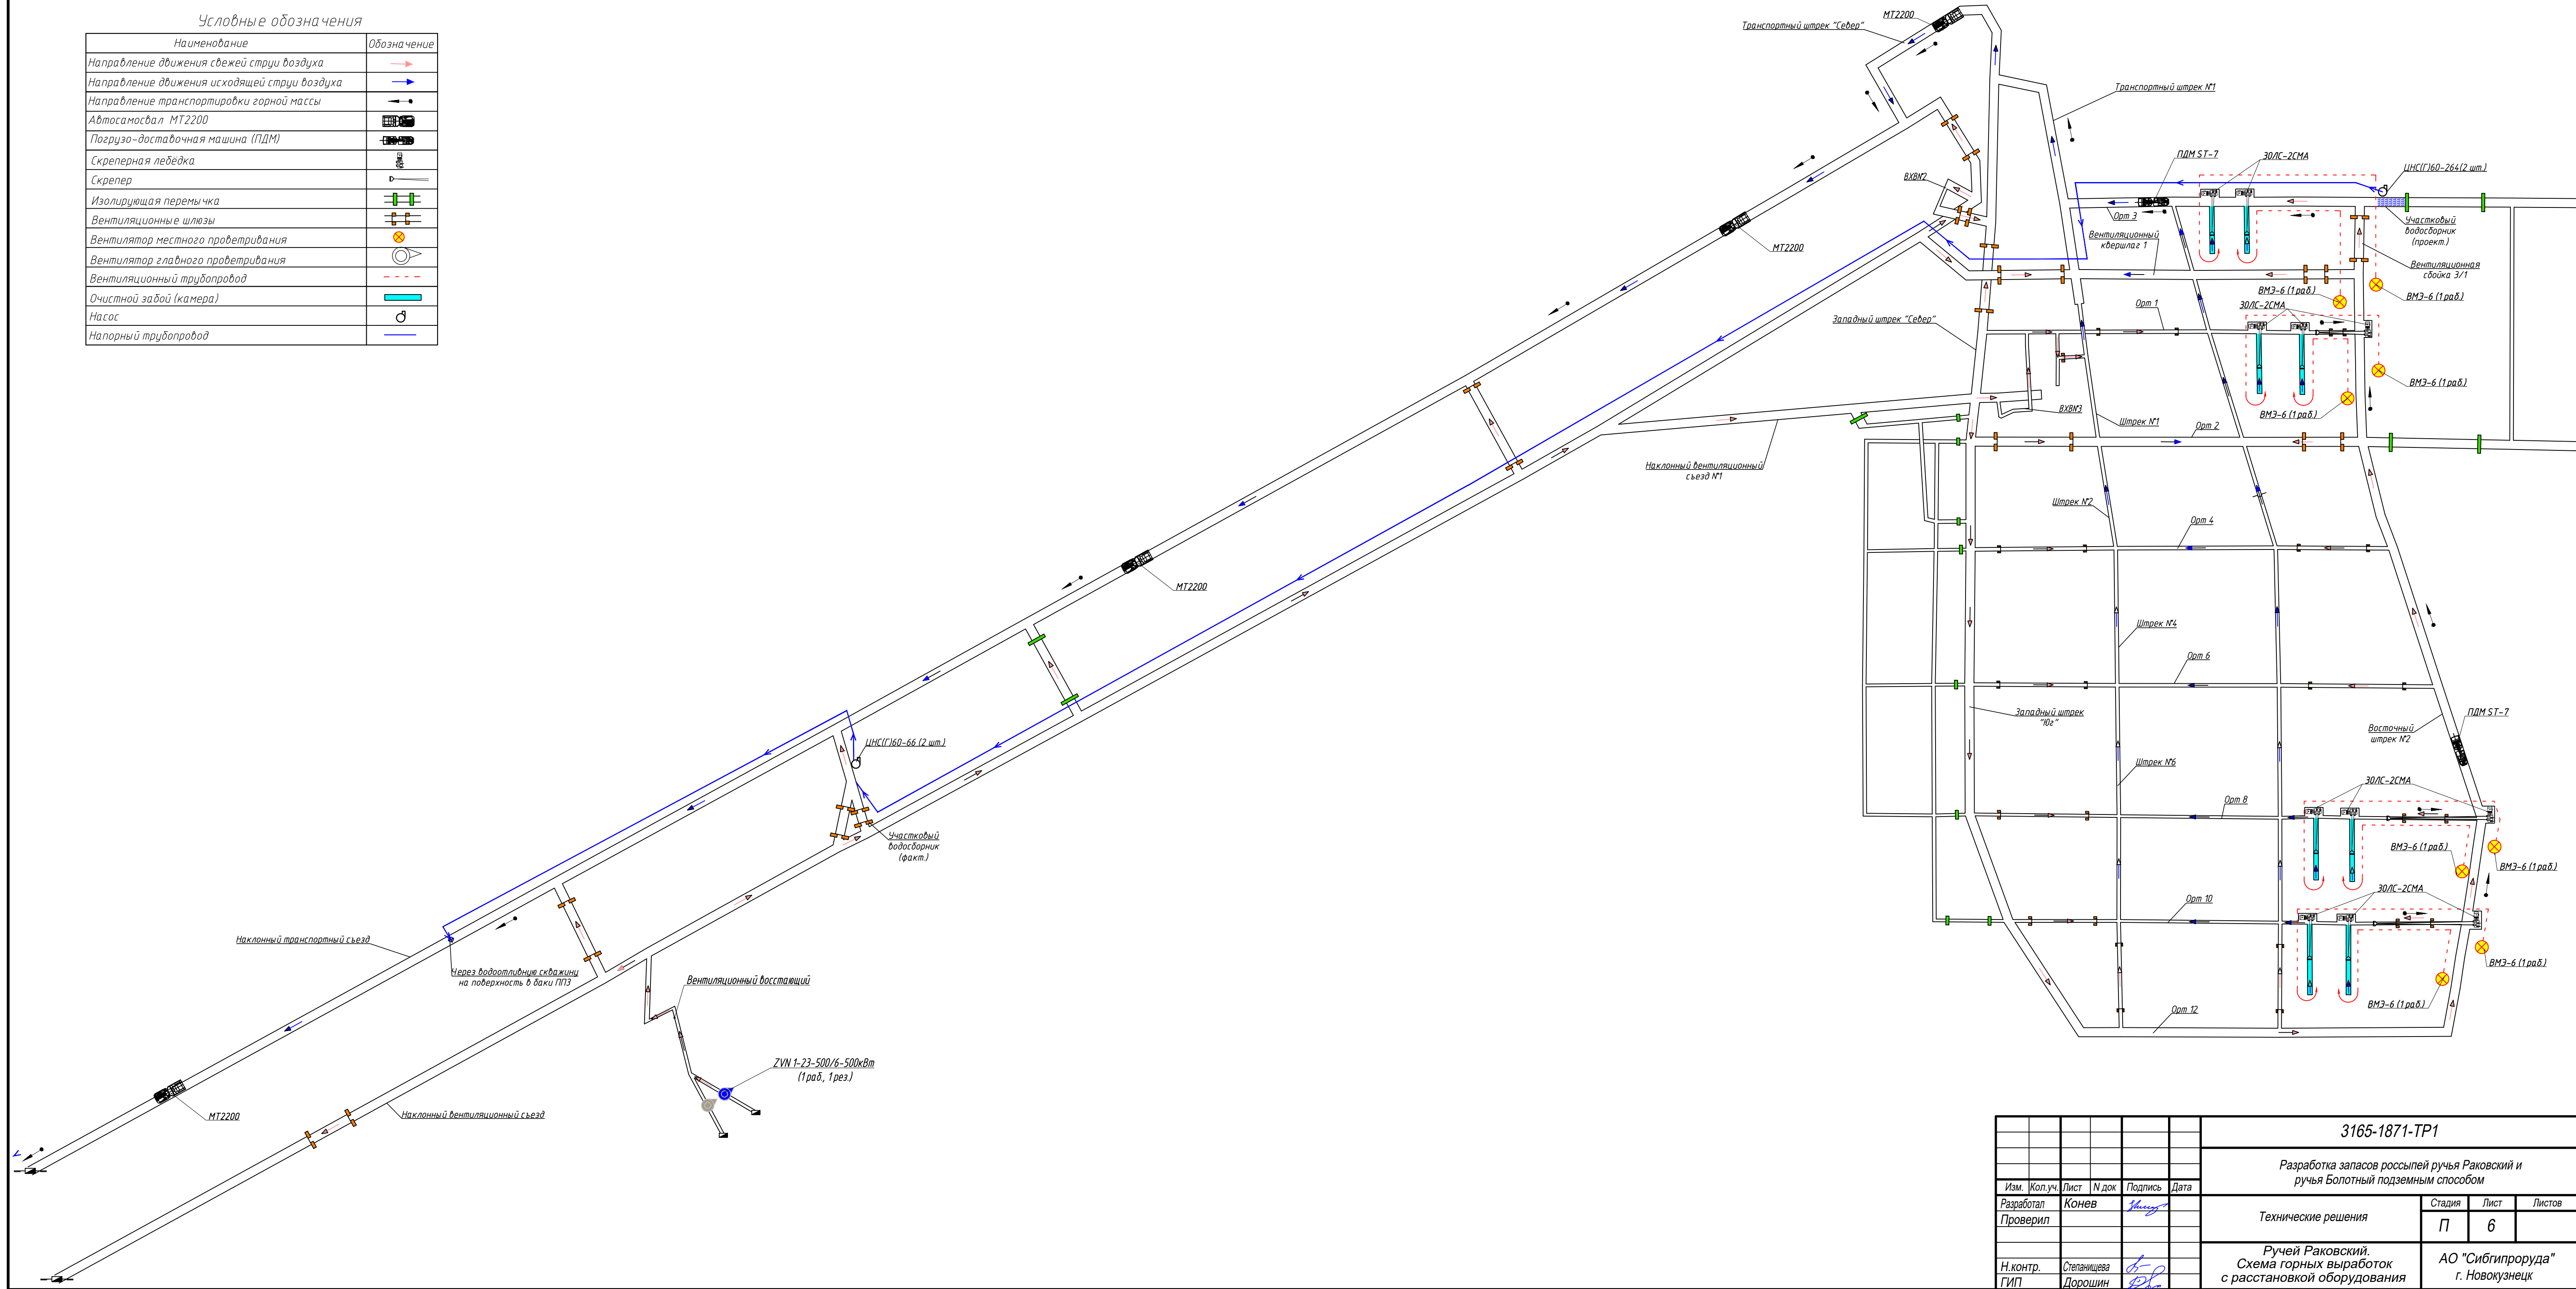 Условные обозначения
Наименование Обозначение
Направление движения свежей струи воздуха
Направление движения исходящей струи воздуха
Направление транспортировки горной массы
Автосамосвал МТ2200
Погрузо-доставочная машина (ПДМ)
Скреперная лебёдка
Скрепер
Изолирующая перемычка
Вентиляционные шлюзы
Вентилятор местного проветривания
Вентилятор главного проветривания
Вентиляционный трубопровод
Очистной забой (камера)
Насос
Напорный трубопровод
МТ2200
Транспортный штрек "Север"
Транспортный штрек №1
ПДМ ST-7
30ЛС-2СМА
ЦНС(Г)60-264(2 шт.)
ВХВ№2
Орт 3
Участковый
водосборник
(проект.)
Вентиляционный
квершлаг 1
МТ2200
Вентиляционная
сбойка 3/1
ВМЭ-6 (1 раб.)
ВМЭ-6 (1 раб.)
Орт 1
30ЛС-2СМА
Западный штрек "Север"
ВМЭ-6 (1 раб.)
ВМЭ-6 (1 раб.)
ВХВ№3
Штрек №1
Орт 2
Наклонный вентиляционный
съезд №1
Штрек №2
Орт 4
МТ2200
Штрек №4
Орт 6
Западный штрек
"Юг"
ПДМ ST-7
Восточный
штрек №2
ЦНС(Г)60-66 (2 шт.)
Штрек №6
30ЛС-2СМА
Орт 8
Участковый
водосборник
(факт.)
ВМЭ-6 (1 раб.)
ВМЭ-6 (1 раб.)
30ЛС-2СМА
Орт 10
Наклонный транспортный съезд
Через водоотливную скважину
на поверхность в баки ППЗ
ВМЭ-6 (1 раб.)
Вентиляционный восстающий
ВМЭ-6 (1 раб.)
Орт 12
ZVN 1-23-500/6-500кВт
(1 раб., 1 рез.)
МТ2200
Наклонный вентиляционный съезд
3165-1871-ТР1
Разработка запасов россыпей ручья Раковский и
ручья Болотный подземным способом
Изм. Кол.уч. Лист N док Подпись Дата
Разработал Конев
Проверил
Технические решения
Стадия Лист Листов
П 6
Н.контр. Степанищева
ГИП Дорошин
Ручей Раковский.
Схема горных выработок
с расстановкой оборудования
АО "Сибгипроруда"
г. Новокузнецк